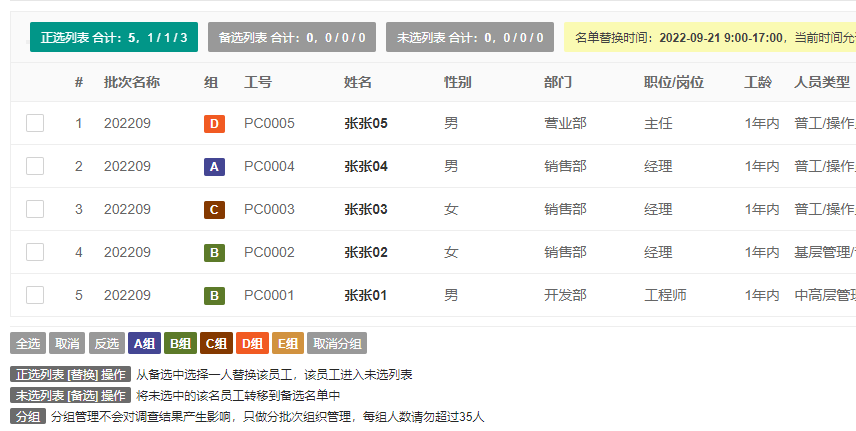 正选列表 合计：5，1 / 1 / 3 备选列表 合计：0，0 / 0 / 0 未选列表 合计：0，0 / 0 / 0 名单替换时间：2022-09-21 9:00-17:00，当前时间允
# 批次名称 组 工号 姓名 性别 部门 职位/岗位 工龄 人员类型
1 202209 D PC0005 张张05 男 营业部 主任 1年内 普工/操作
2 202209 A PC0004 张张04 男 销售部 经理 1年内 普工/操作
3 202209 C PC0003 张张03 女 销售部 经理 1年内 普工/操作
4 202209 B PC0002 张张02 女 销售部 经理 1年内 基层管理/
5 202209 B PC0001 张张01 男 开发部 工程师 1年内 中高层管理
全选 取消 反选 A组 B组 C组 D组 E组 取消分组
正选列表 [替换] 操作 从备选中选择一人替换该员工，该员工进入未选列表
未选列表 [备选] 操作 将未选中的该名员工转移到备选名单中
分组 分组管理不会对调查结果产生影响，只做分批次组织管理，每组人数请勿超过35人